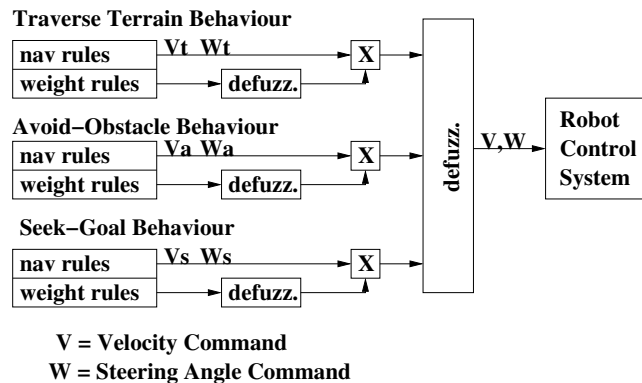 Traverse Terrain Behaviour
nav rules
Vt Wt
X
weight rules
defuzz.
Avoid−Obstacle Behaviour
nav rules
Va Wa
X
weight rules
defuzz.
Seek−Goal Behaviour
nav rules
Vs Ws
X
weight rules
defuzz.
defuzz.
V,W
Robot
Control
System
V = Velocity Command
W = Steering Angle Command